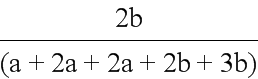 2b
(a + 2a + 2a + 2b + 3b)